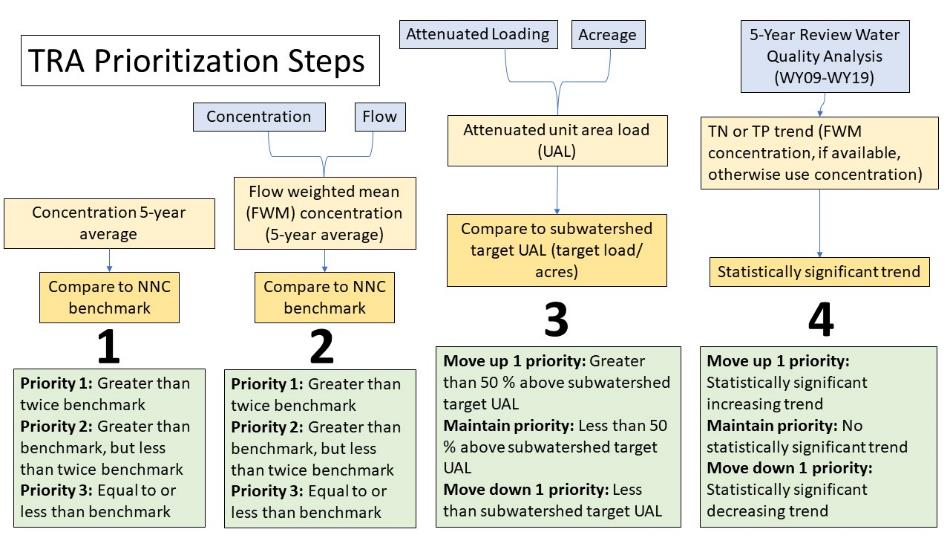 TRA Prioritization Steps
Concentration 5-year
average
Compare to NNC
benchmark
1
Priority 1: Greater than
twice benchmark
Priority 2: Greater than
benchmark, but less
than twice benchmark
Priority 3: Equal to or
less than benchmark
Concentration
Flow
Flow weighted mean
(FWM) concentration
(5-year average)
Compare to NNC
benchmark
2
Priority 1: Greater than
twice benchmark
Priority 2: Greater than
benchmark, but less
than twice benchmark
Priority 3: Equal to or
less than benchmark
Attenuated Loading
Acreage
Attenuated unit area load
(UAL)
Compare to subwatershed
target UAL (target load/
acres)
3
Move up 1 priority: Greater
than 50 % above subwatershed
target UAL
Maintain priority: Less than 50
% above subwatershed target
UAL
Move down 1 priority: Less
than subwatershed target UAL
5-Year Review Water
Quality Analysis
(WY09-WY19)
TN or TP trend (FWM
concentration, if available,
otherwise use concentration)
Statistically significant trend
4
Move up 1 priority:
Statistically significant
increasing trend
Maintain priority: No
statistically significant trend
Move down 1 priority:
Statistically significant
decreasing trend